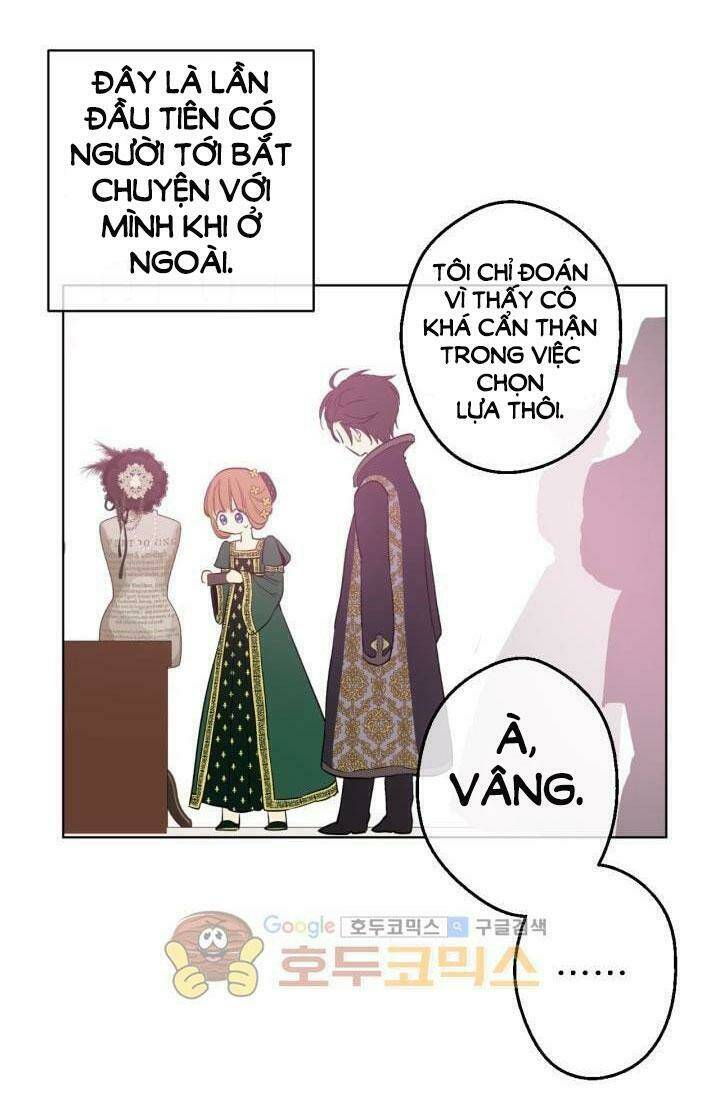 ĐÂY LÀ LẦN
ĐẦU TIÊN CÓ
NGƯỜI TỚI BẮT
CHUYỆN VỚI
MÌNH KHI Ở
NGOÀI.
TÔI CHỈ ĐOÁN
VÌ THẤY CÔ
KHÁ CẨN THẬN
TRONG VIỆC
CHỌN
LỰA THÔI.
À,
VÂNG.
......
Google 호두코믹스 구글검색
호두코믹스